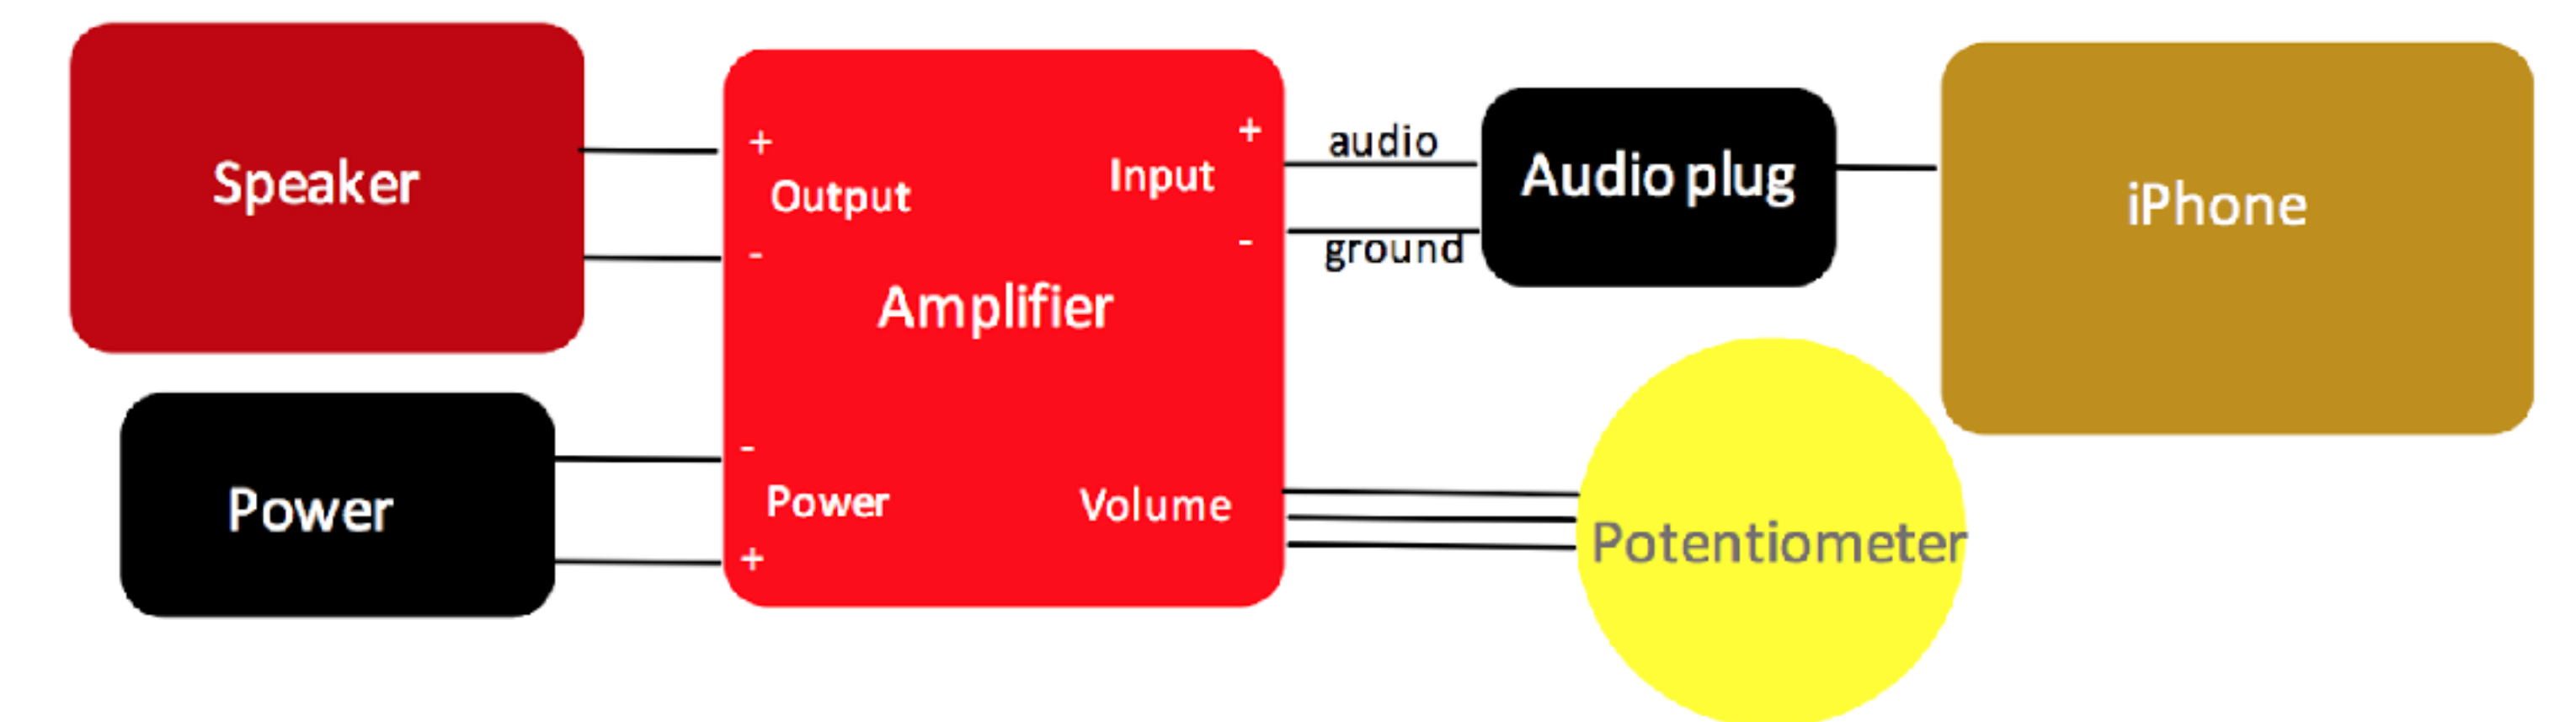 Speaker
+
Output
-
Amplifier
-
Power
+
+
Input
-
Volume
audio
ground
Audio plug
iPhone
Power
Potentiometer